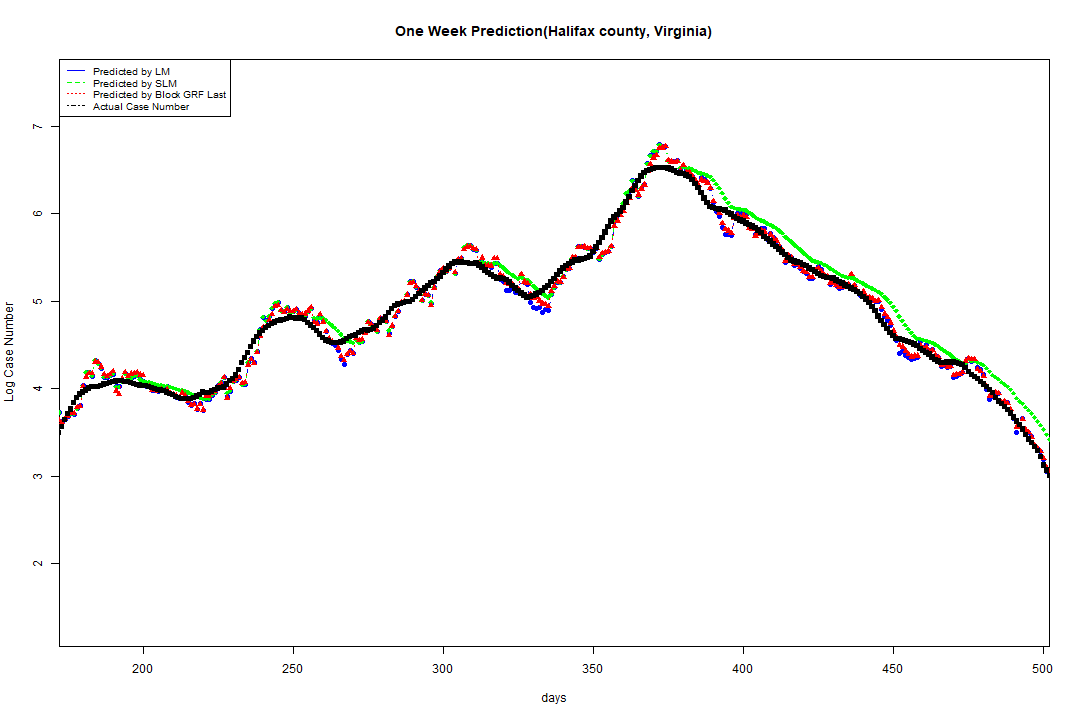 One Week Prediction(Halifax county, Virginia)
Predicted by LM
Predicted by SLM
Predicted by Block GRF Last
Actual Case Number
Log Case Number
7
6
5
4
3
2
200 250 300 350 400 450 500
days